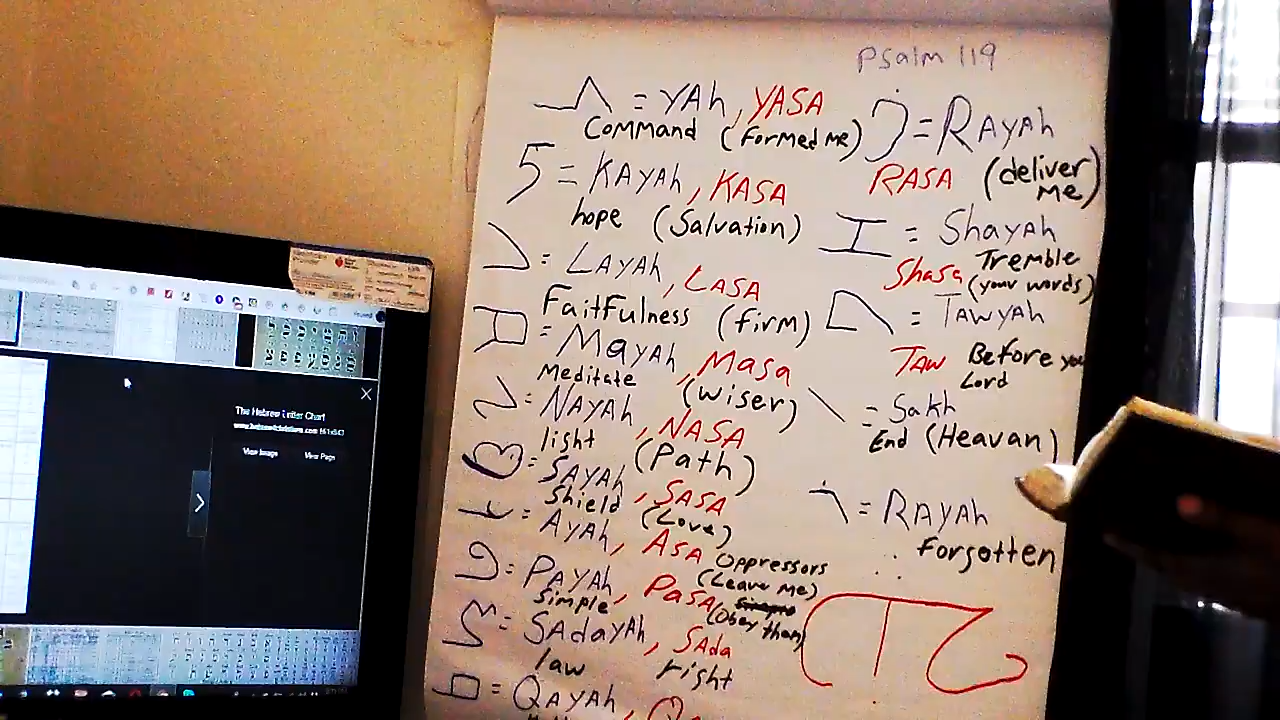 Psalm 119
= YAh, YASA
Command (formed me)
5 = KAYAh, KASA
hope (Salvation)
: LAYAh, LASA
Faitfulness (firm)
= MAYAh, Masa
Meditate (wiser)
: NAYAh, NASA
light (Path)
: SAYAh, SASA
Shield (Love)
: AYAh, ASA
Oppressors
(Leave me)
: PAYAh, PasA
Simple
(Obey them)
: SAdAyAh, SAda
law right
= QAYAh,
= RAYAh
RASA (deliver me)
= ShayAh
Shasa Tremble
(your words)
= TAWYAh
TAW Before you
Lord
= SaKh
End (Heavan)
= RAYAh
Forgotten
The Hebrew Letter Chart
View Image View Page